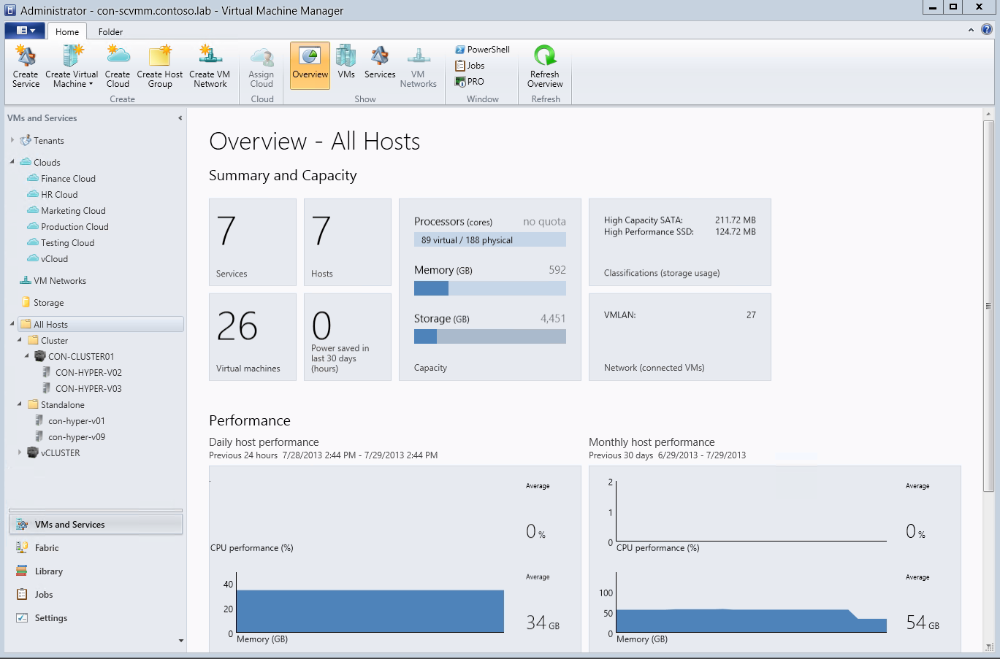 Administrator - con-scvmm.contoso.lab - Virtual Machine Manager
Home
Folder
Create Service
Create Virtual Machine
Create Cloud
Create Host Group
Create VM Network
Create
Assign Cloud
Cloud
Overview
VMs
Services
VM Networks
Show
PowerShell
Jobs
PRO
Window
Refresh Overview
Refresh
VMs and Services
Tenants
Clouds
Finance Cloud
HR Cloud
Marketing Cloud
Production Cloud
Testing Cloud
vCloud
VM Networks
Storage
All Hosts
Cluster
CON-CLUSTER01
CON-HYPER-V02
CON-HYPER-V03
Standalone
con-hyper-v01
con-hyper-v09
vCLUSTER
VMs and Services
Fabric
Library
Jobs
Settings
Overview - All Hosts
Summary and Capacity
7
Services
7
Hosts
26
Virtual machines
0
Power saved in
last 30 days
(hours)
Processors (cores) no quota
89 virtual / 188 physical
Memory (GB) 592
Storage (GB) 4,451
Capacity
High Capacity SATA: 211.72 MB
High Performance SSD: 124.72 MB
Classifications (storage usage)
VMLAN: 27
Network (connected VMs)
Performance
Daily host performance
Previous 24 hours 7/28/2013 2:44 PM - 7/29/2013 2:44 PM
Average
0 %
CPU performance (%)
Average
40
20
0
34 GB
Memory (GB)
Monthly host performance
Previous 30 days 6/29/2013 - 7/29/2013
2
1
0
Average
0 %
CPU performance (%)
Average
100
50
0
54 GB
Memory (GB)